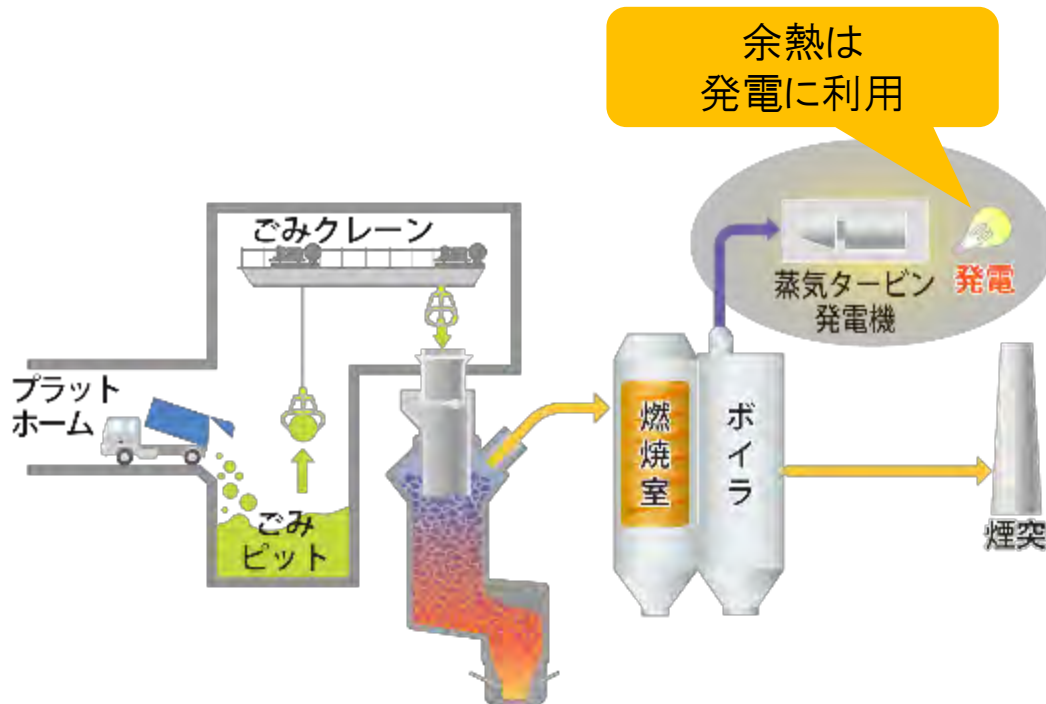 余熱は
発電に利用
ごみクレーン
蒸気タービン
発電機
発電
プラット
ホーム
燃焼室
ボイラ
ごみ
ピット
煙突